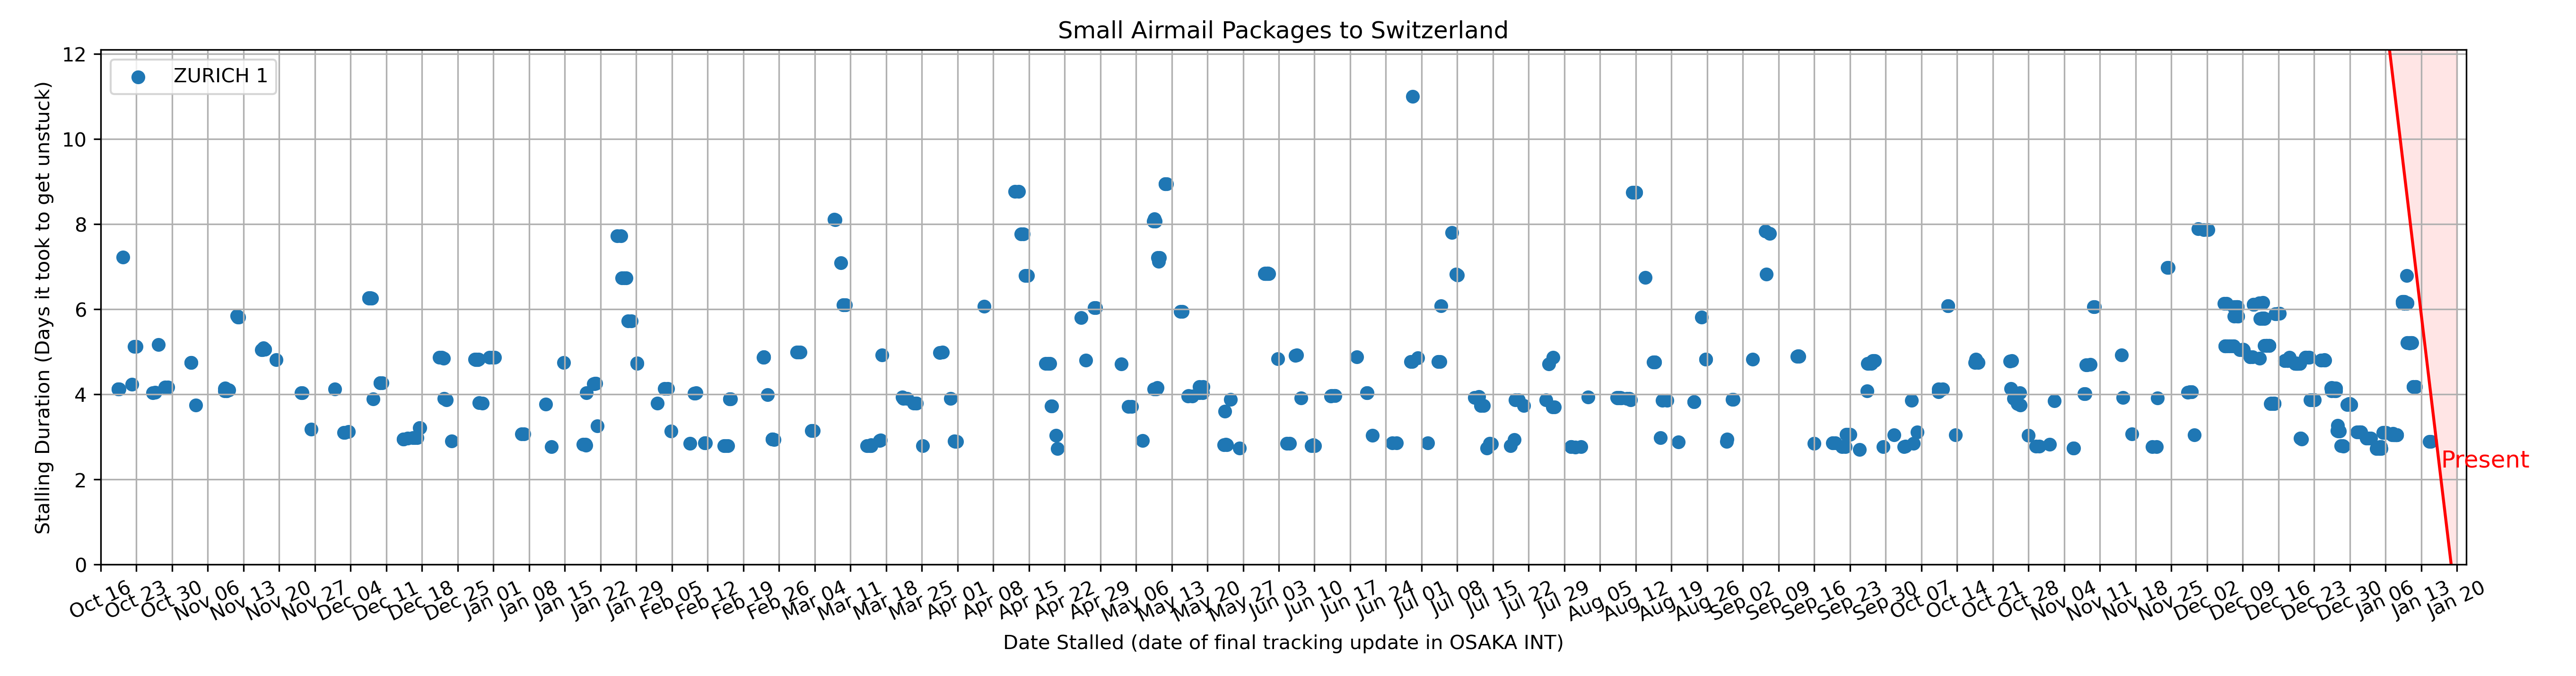 Small Airmail Packages to Switzerland
ZURICH 1
Stalling Duration (Days it took to get unstuck)
12
10
8
6
4
2
0
Present
Oct 16 Oct 23 Oct 30 Nov 06 Nov 13 Nov 20 Nov 27 Dec 04 Dec 11 Dec 18 Dec 25 Jan 01 Jan 08 Jan 15 Jan 22 Jan 29 Feb 05 Feb 12 Feb 19 Feb 26 Mar 04 Mar 11 Mar 18 Mar 25 Apr 01 Apr 08 Apr 15 Apr 22 Apr 29 May 06 May 13 May 20 May 27 Jun 03 Jun 10 Jun 17 Jun 24 Jul 01 Jul 08 Jul 15 Jul 22 Jul 29 Aug 05 Aug 12 Aug 19 Aug 26 Sep 02 Sep 09 Sep 16 Sep 23 Sep 30 Oct 07 Oct 14 Oct 21 Oct 28 Nov 04 Nov 11 Nov 18 Nov 25 Dec 02 Dec 09 Dec 16 Dec 23 Dec 30 Jan 06 Jan 13 Jan 20
Date Stalled (date of final tracking update in OSAKA INT)